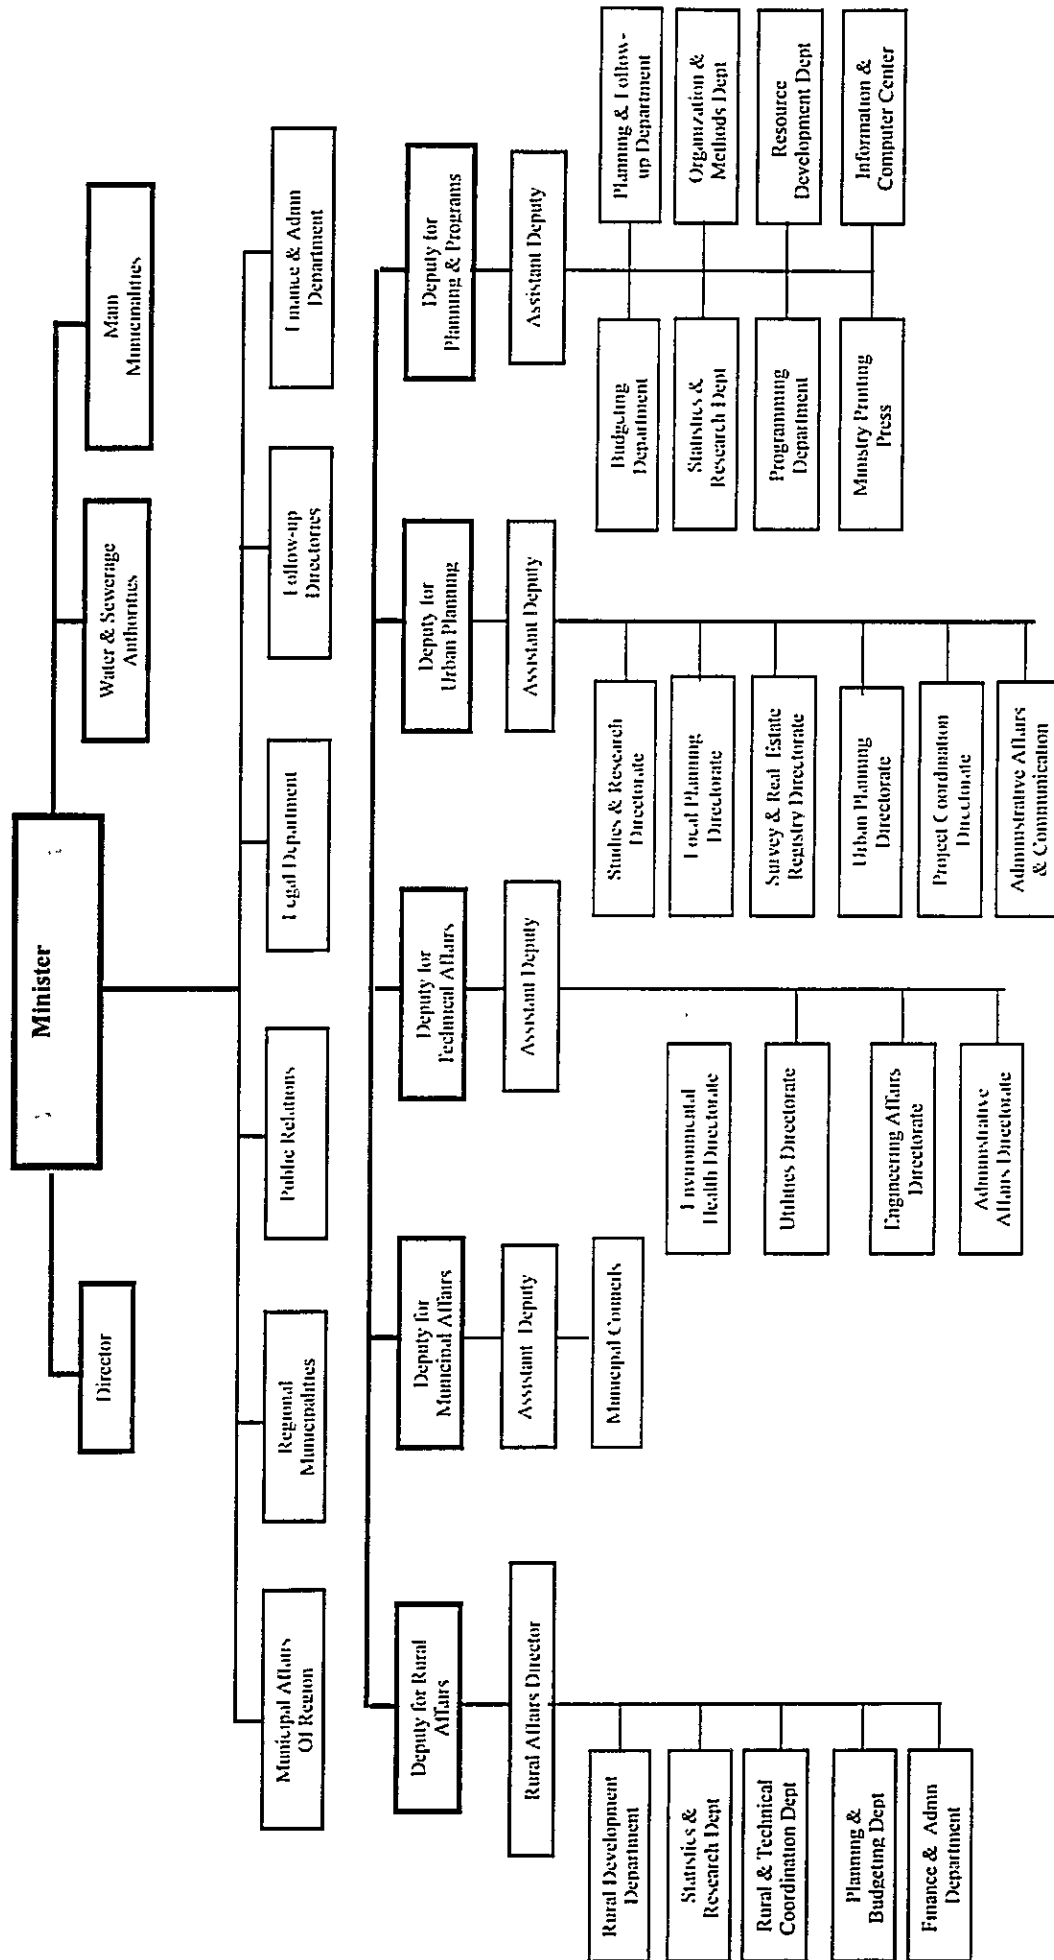 Minister
Director
Water & Sewerage
Authorities
Main
Municipalities
Municipal Affairs
Of Region
Regional
Municipalities
Public Relations
Legal Department
Follow-up
Directories
Finance & Admn
Department
Deputy for Rural
Affairs
Deputy for
Municipal Affairs
Deputy for
Technical Affairs
Deputy for
Urban Planning
Deputy for
Planning & Programs
Rural Affairs Director
Assistant Deputy
Assistant Deputy
Assistant Deputy
Assistant Deputy
Rural Development
Department
Statistics &
Research Dept
Rural & Technical
Coordination Dept
Planning &
Budgeting Dept
Finance & Admn
Department
Municipal Councils
Environmental
Health Directorate
Utilities Directorate
Engineering Affairs
Directorate
Administrative
Affairs Directorate
Studies & Research
Directorate
Local Planning
Directorate
Survey & Real Estate
Registry Directorate
Urban Planning
Directorate
Project Coordination
Directorate
Administrative Affairs
& Communication
Budgeting
Department
Planning & Follow-
up Department
Statistics &
Research Dept
Organization &
Methods Dept
Programming
Department
Resource
Development Dept
Ministry Printing
Press
Information &
Computer Center